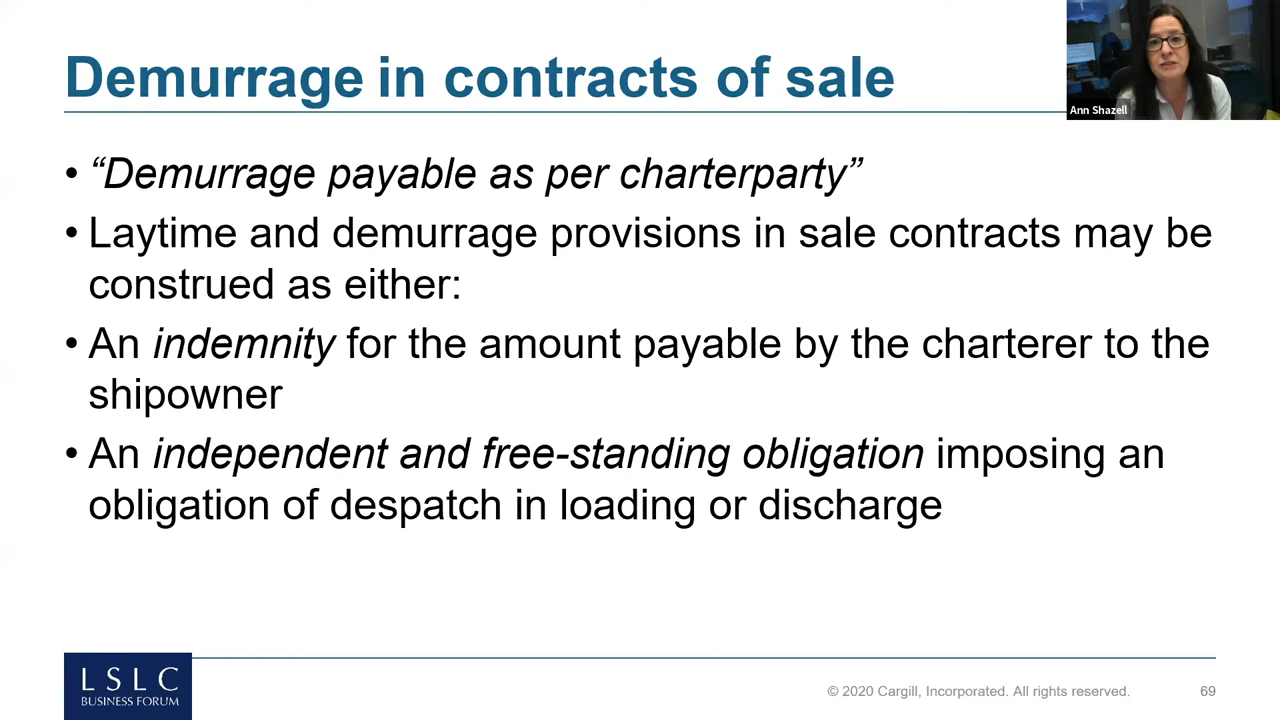 Demurrage in contracts of sale
Ann Shazell
• “Demurrage payable as per charterparty”
• Laytime and demurrage provisions in sale contracts may be
construed as either:
• An indemnity for the amount payable by the charterer to the
shipowner
• An independent and free-standing obligation imposing an
obligation of despatch in loading or discharge
LSLC
BUSINESS FORUM
© 2020 Cargill, Incorporated. All rights reserved.
69